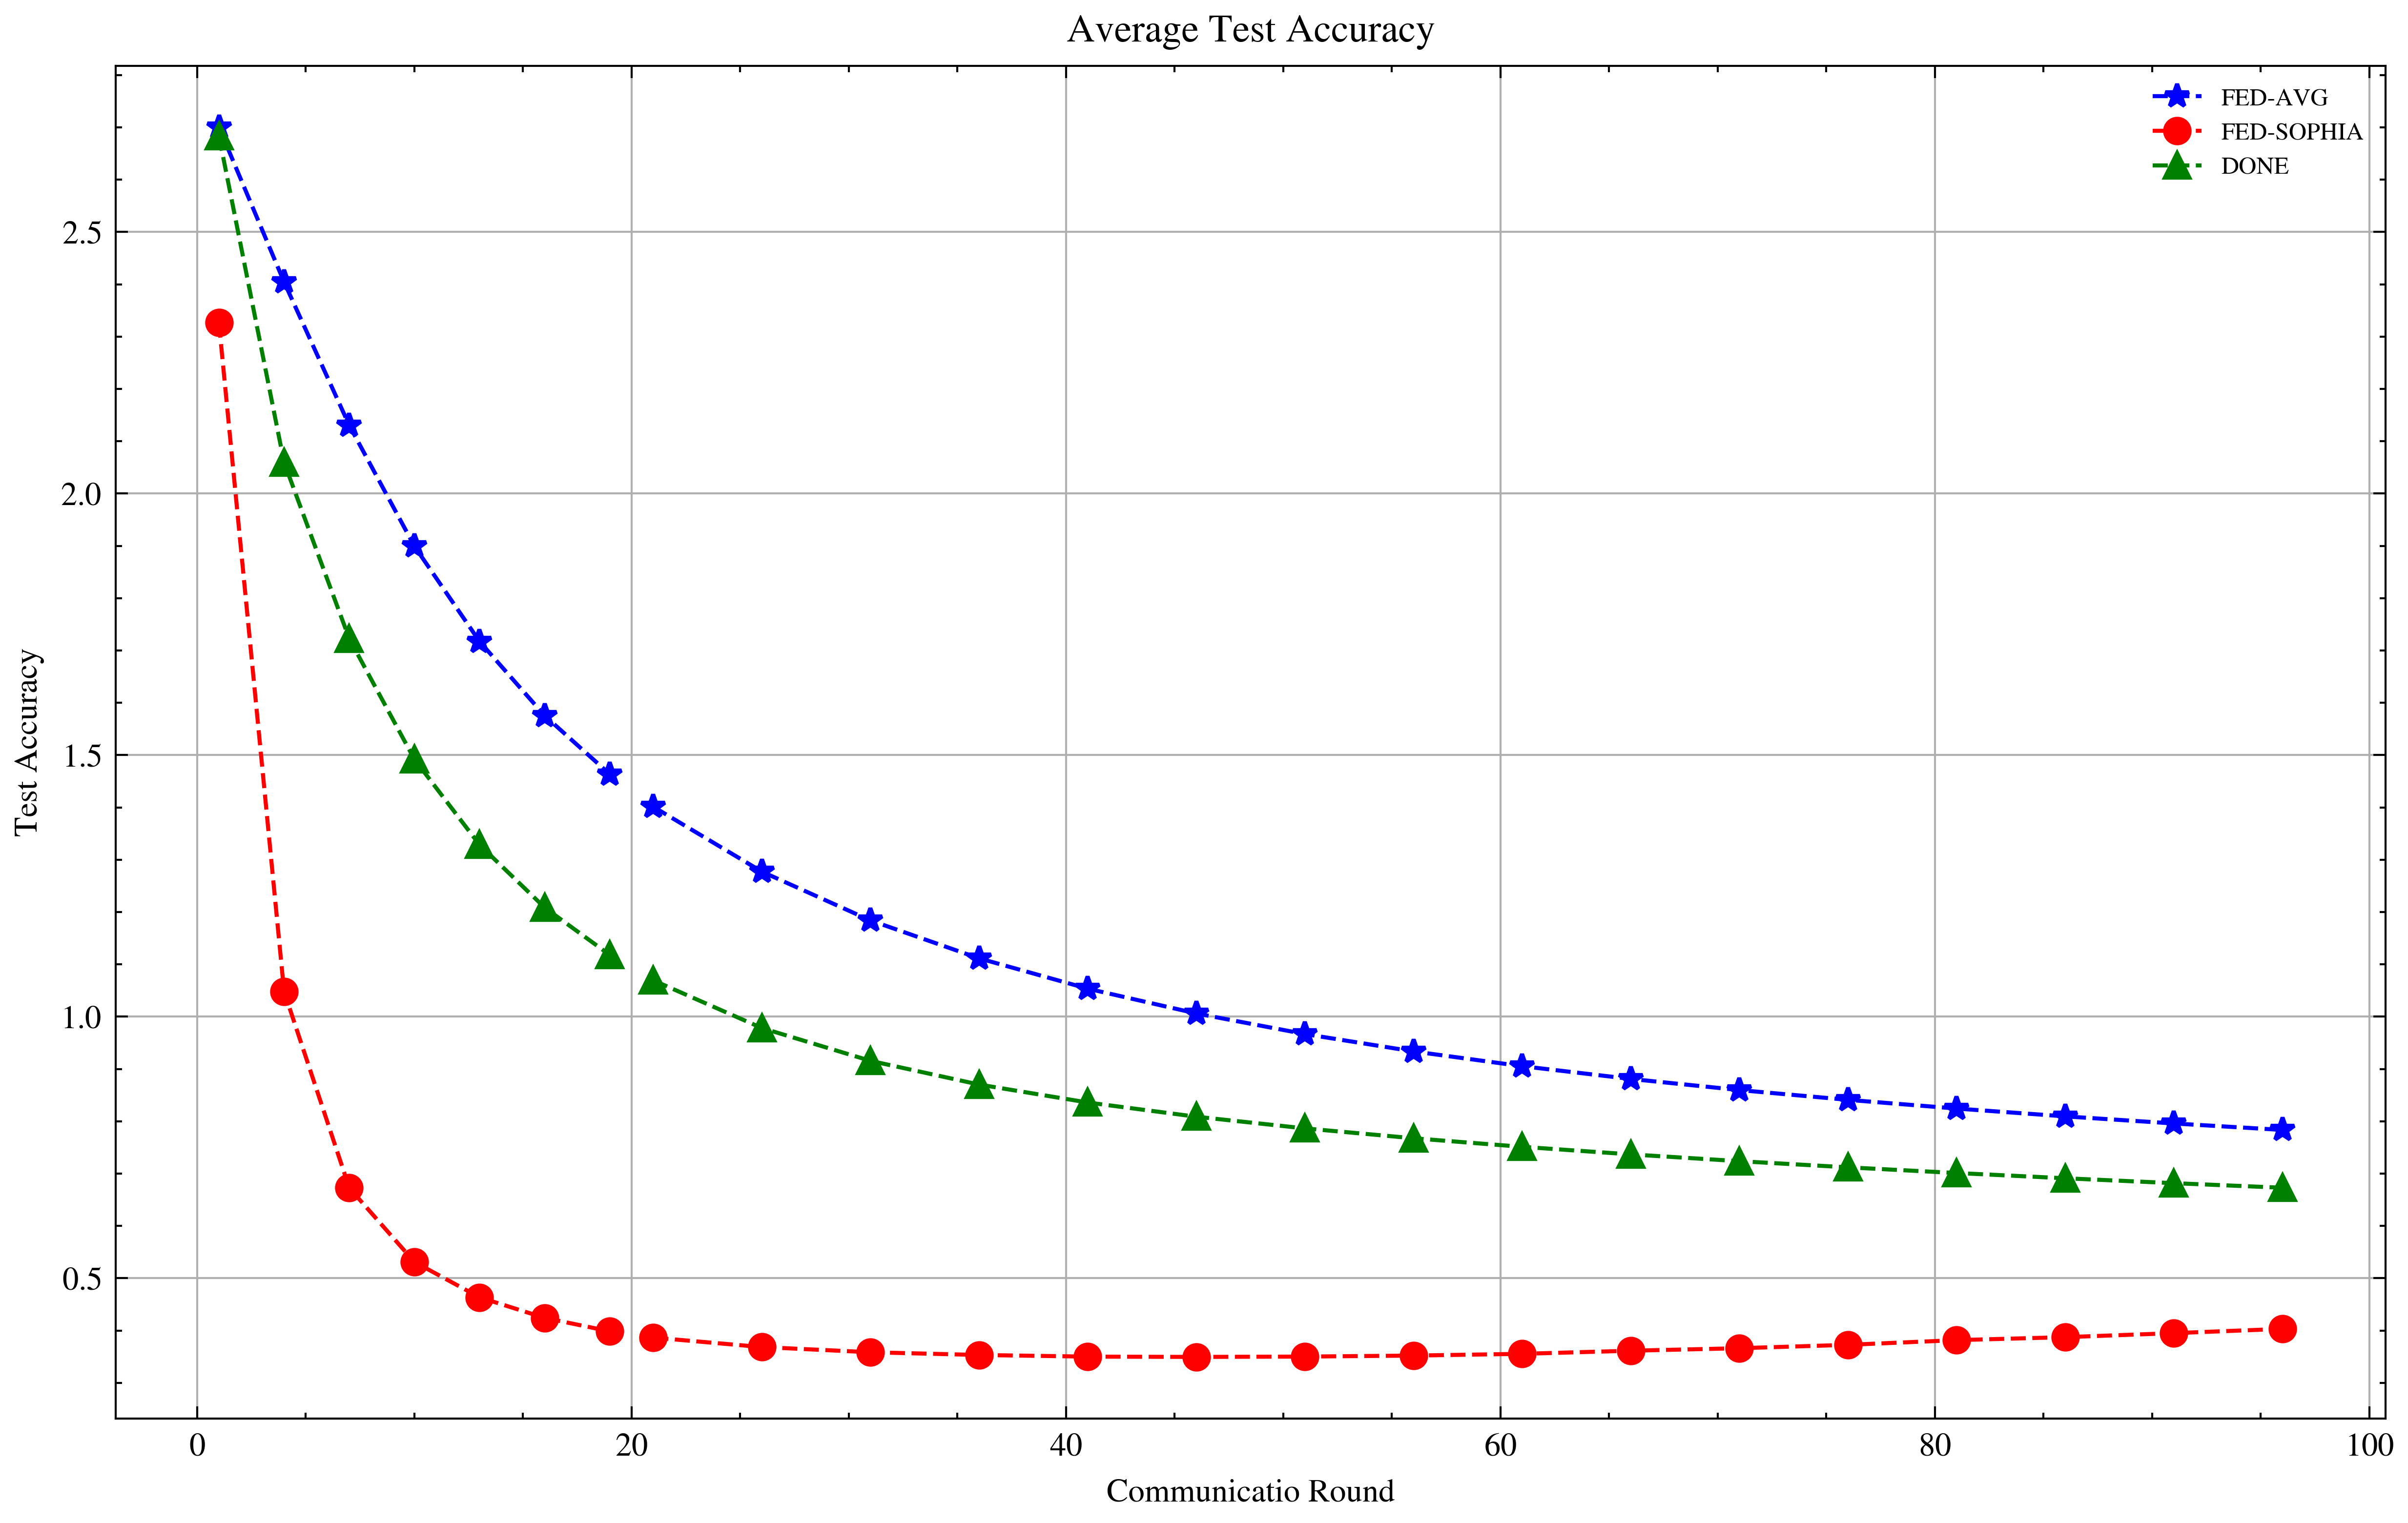 Average Test Accuracy
FED-AVG
FED-SOPHIA
DONE
Test Accuracy
2.5
2.0
1.5
1.0
0.5
0 20 40 60 80 100
Communicatio Round